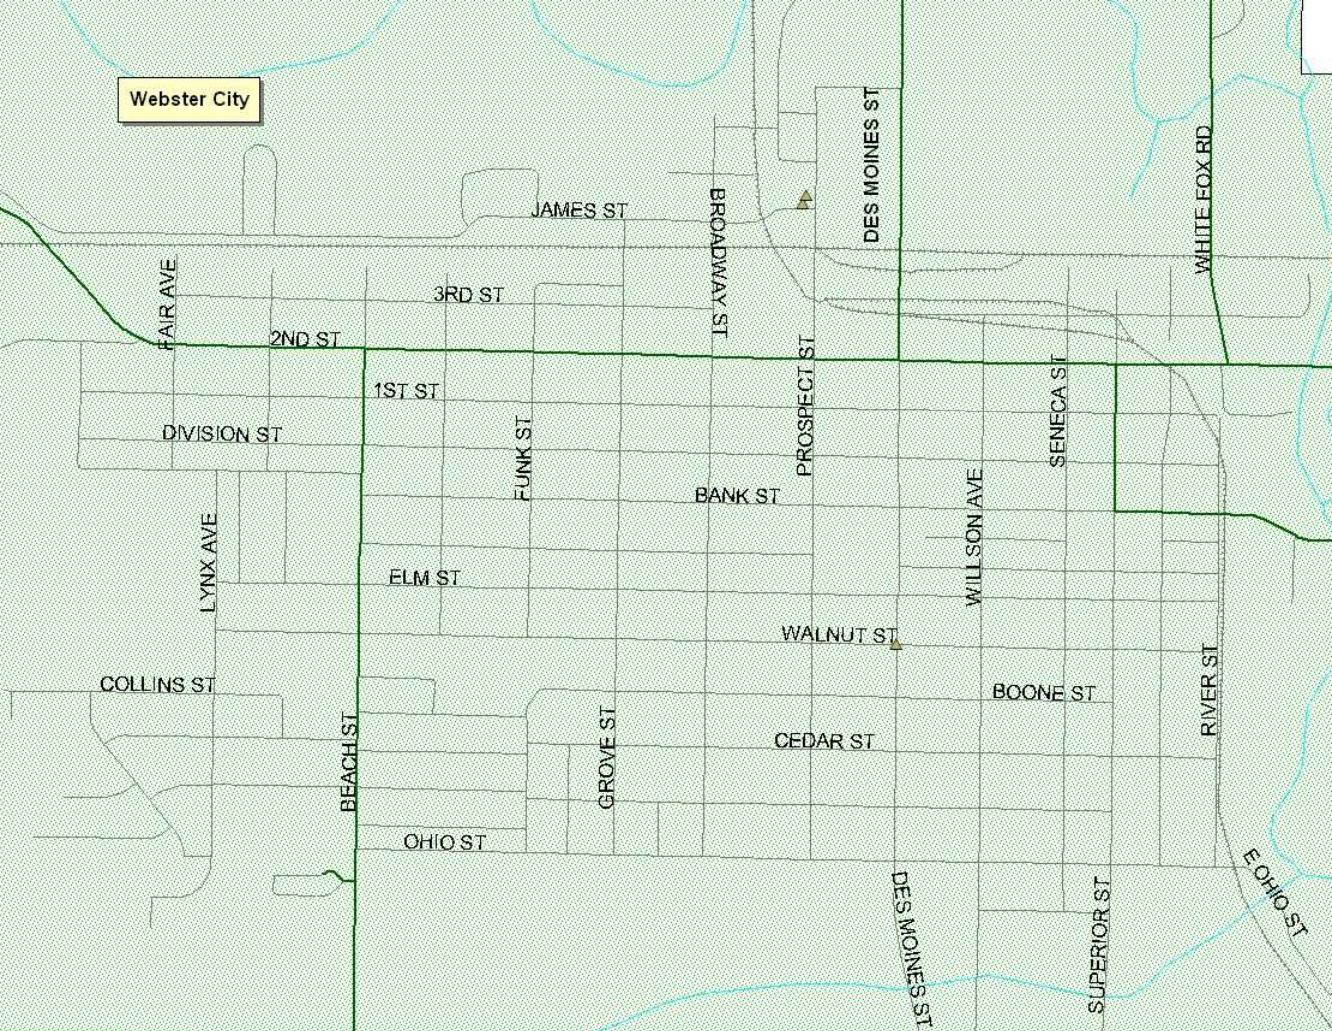 Webster City
DES MOINES ST
WHITE FOX RD
JAMES ST
BROADWAY ST
FAIR AVE
3RD ST
2ND ST
PROSPECT ST
SENECA ST
1ST ST
DIVISION ST
FUNK ST
BANK ST
WILLSON AVE
LYNX AVE
ELM ST
WALNUT ST
COLLINS ST
BOONE ST
RIVER ST
BEACH ST
GROVE ST
CEDAR ST
OHIO ST
E OHIO ST
DES MOINES ST
SUPERIOR ST